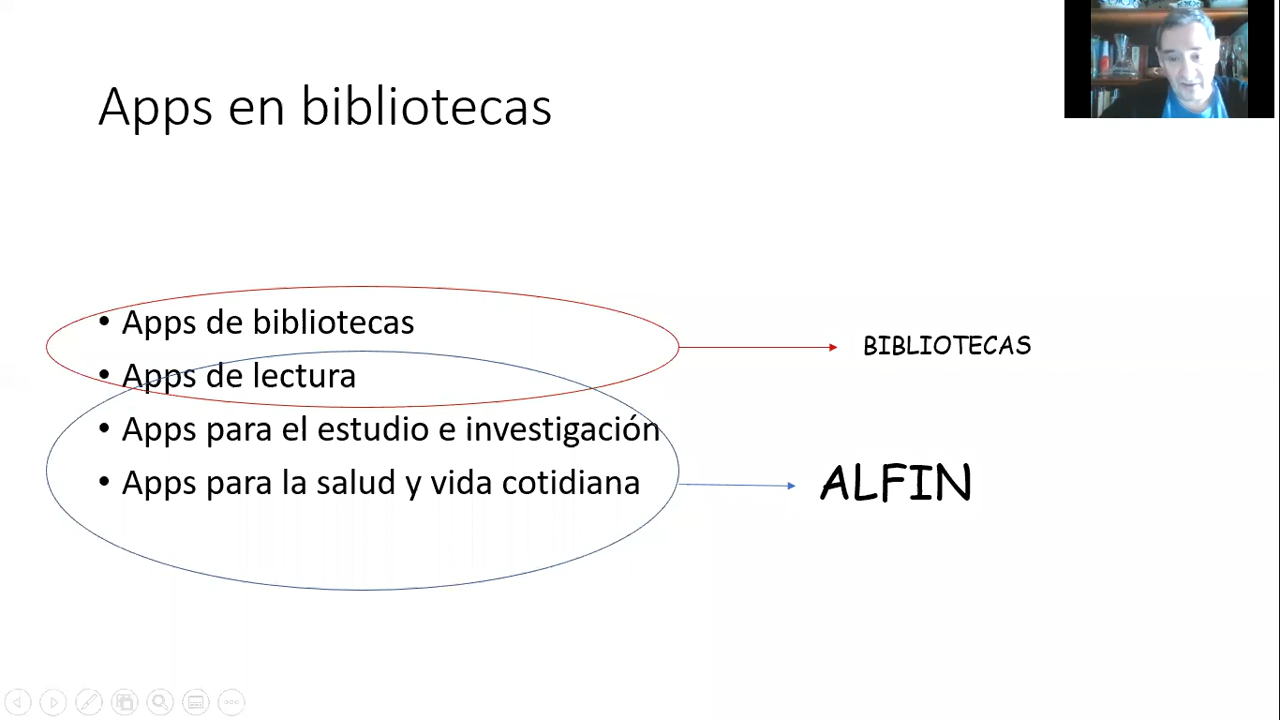 Apps en bibliotecas
• Apps de bibliotecas
• Apps de lectura
• Apps para el estudio e investigación
• Apps para la salud y vida cotidiana
BIBLIOTECAS
ALFIN